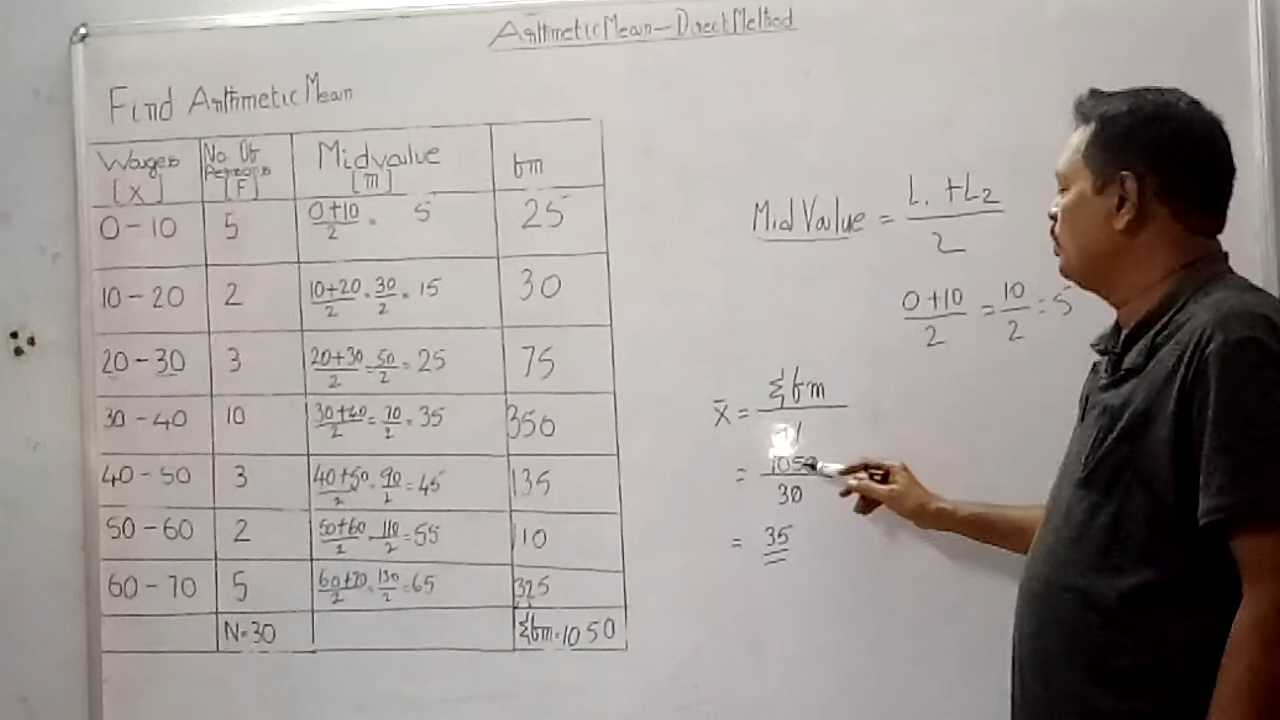 Arithmetic Mean - Direct Method
Find Arithmetic Mean
Wages [X] No. Of Persons [F] Midvalue [m] fm
0-10 5 0+10/2 = 5 25
10-20 2 10+20/2 = 30/2 = 15 30
20-30 3 20+30/2 = 50/2 = 25 75
30-40 10 30+40/2 = 70/2 = 35 350
40-50 3 40+50/2 = 90/2 = 45 135
50-60 2 50+60/2 = 110/2 = 55 110
60-70 5 60+70/2 = 130/2 = 65 325
N=30 Σfm=1050
Mid Value = L1+L2/2
0+10/2 = 10/2 = 5
X̄ = Σfm
= 1050/30
= 35